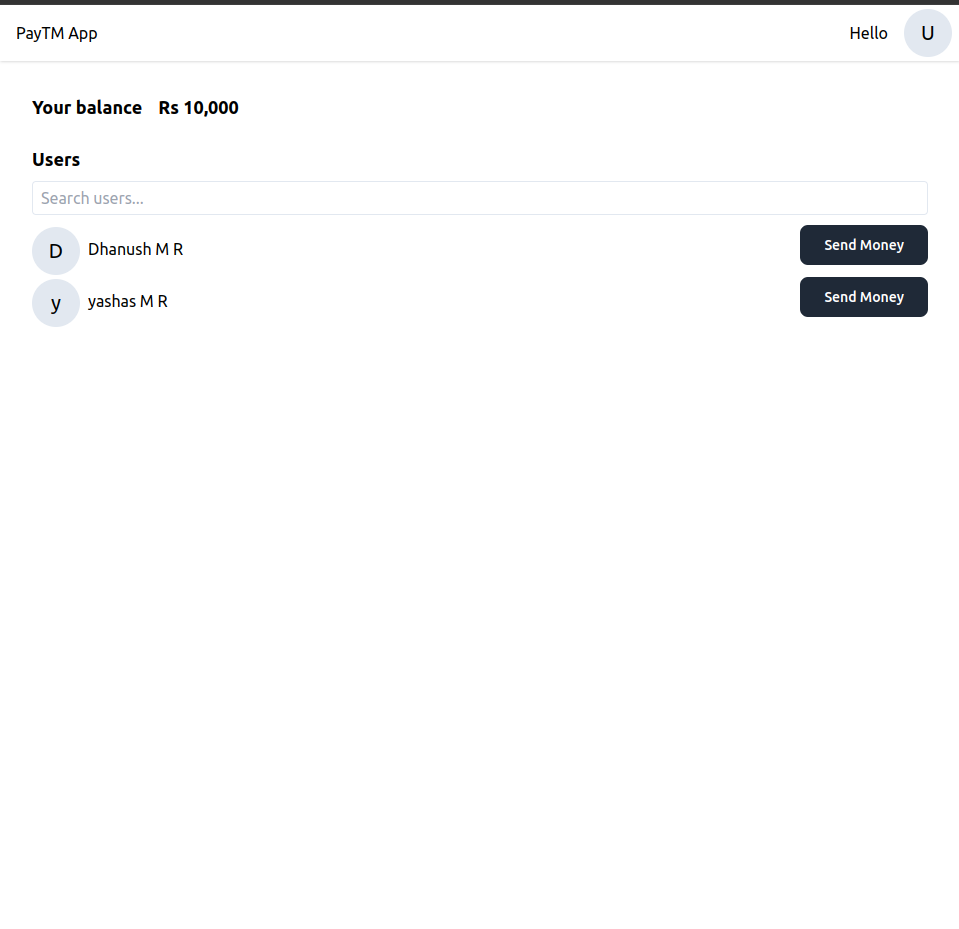 PayTM App Hello U
Your balance Rs 10,000
Users
Search users...
D Dhanush M R Send Money
y yashas M R Send Money